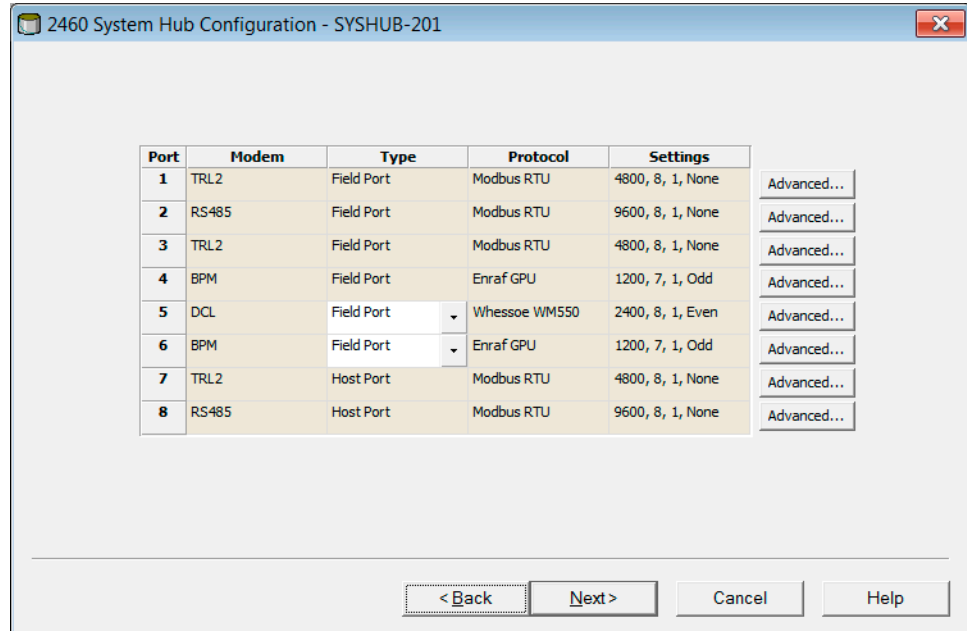 2460 System Hub Configuration - SYSHUB-201
Port Modem Type Protocol Settings
1 TRL2 Field Port Modbus RTU 4800, 8, 1, None Advanced...
2 RS485 Field Port Modbus RTU 9600, 8, 1, None Advanced...
3 TRL2 Field Port Modbus RTU 4800, 8, 1, None Advanced...
4 BPM Field Port Enraf GPU 1200, 7, 1, Odd Advanced...
5 DCL Field Port Whessoe WM550 2400, 8, 1, Even Advanced...
6 BPM Field Port Enraf GPU 1200, 7, 1, Odd Advanced...
7 TRL2 Host Port Modbus RTU 4800, 8, 1, None Advanced...
8 RS485 Host Port Modbus RTU 9600, 8, 1, None Advanced...
< Back Next > Cancel Help